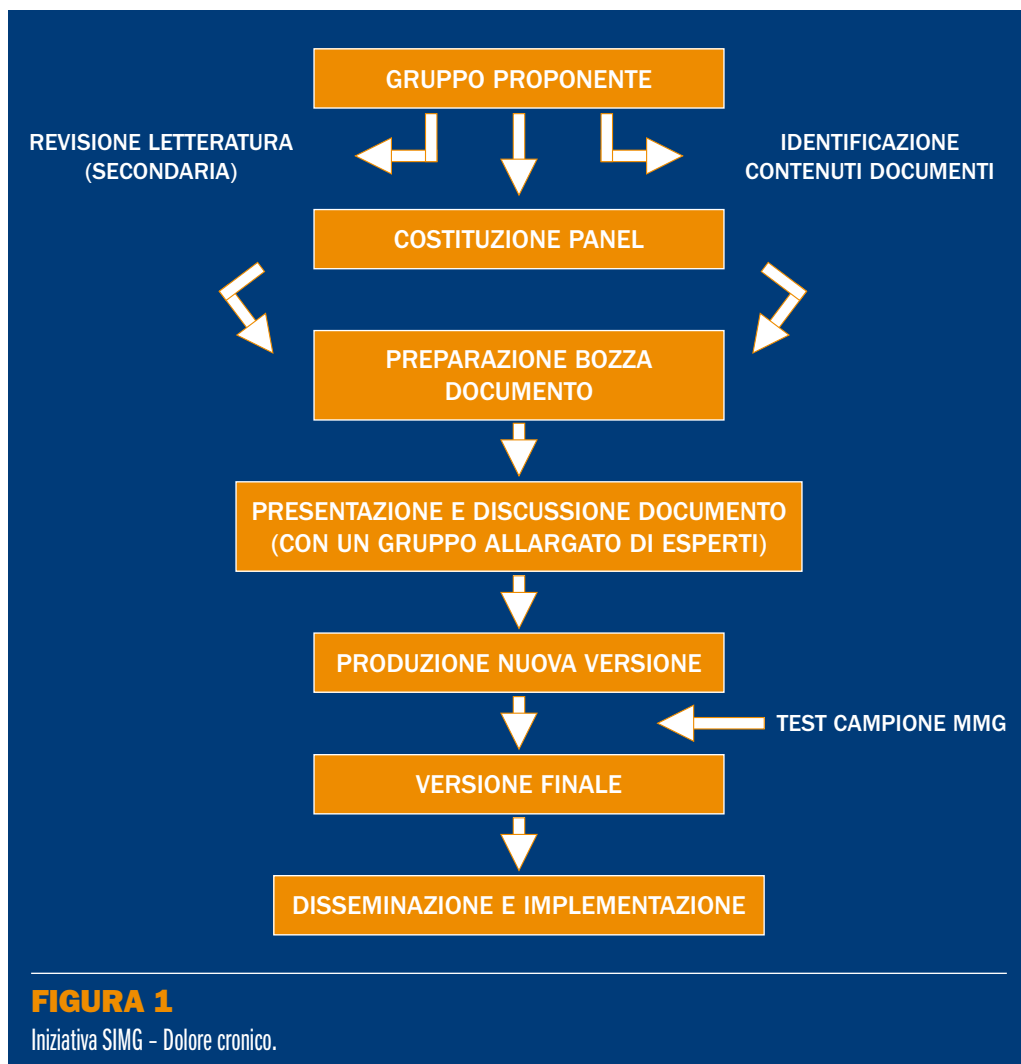 GRUPPO PROPONENTE
REVISIONE LETTERATURA
(SECONDARIA)
IDENTIFICAZIONE
CONTENUTI DOCUMENTI
COSTITUZIONE PANEL
PREPARAZIONE BOZZA
DOCUMENTO
PRESENTAZIONE E DISCUSSIONE DOCUMENTO
(CON UN GRUPPO ALLARGATO DI ESPERTI)
PRODUZIONE NUOVA VERSIONE
TEST CAMPIONE MMG
VERSIONE FINALE
DISSEMINAZIONE E IMPLEMENTAZIONE
FIGURA 1
Iniziativa SIMG – Dolore cronico.